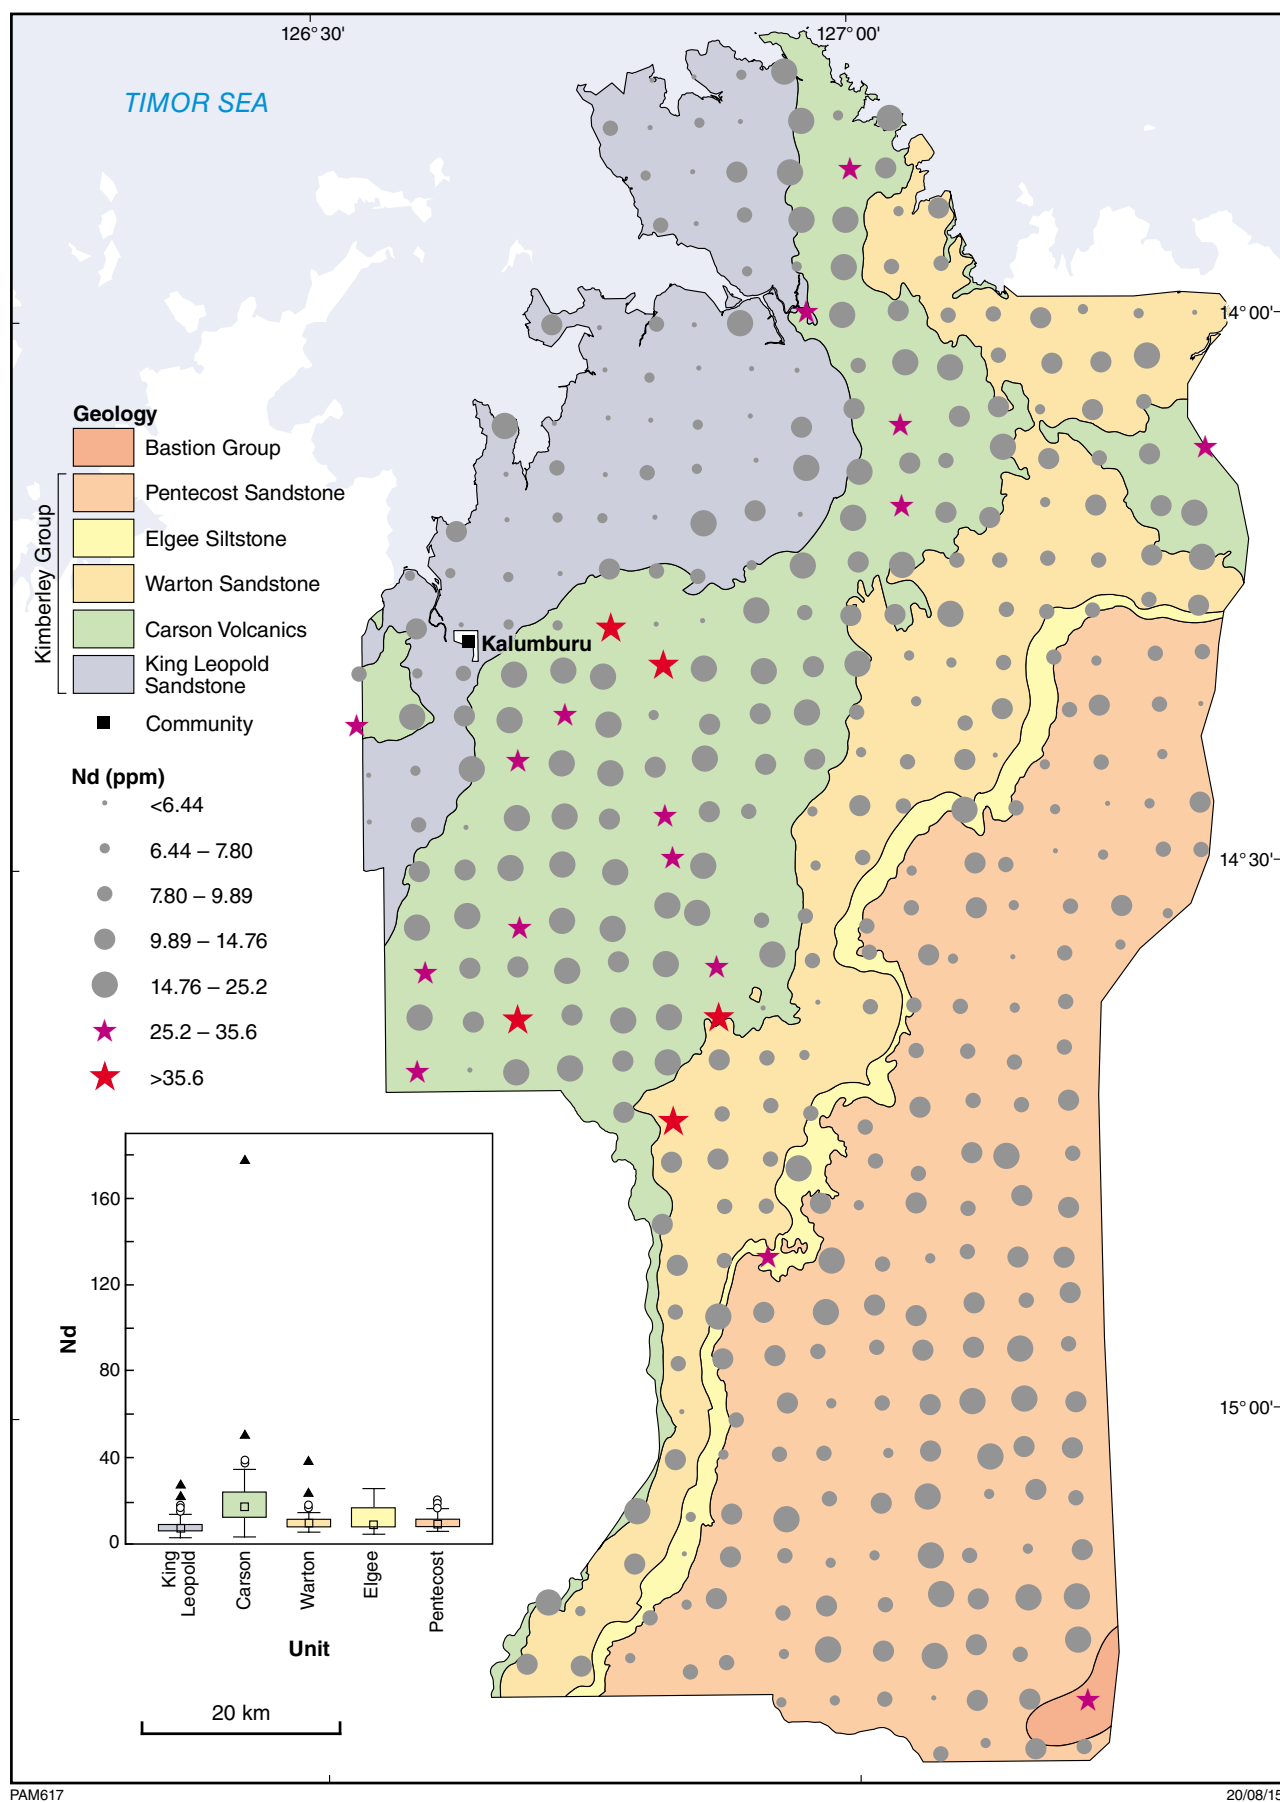 126° 30'
127° 00'
TIMOR SEA
14° 00'
Geology
Bastion Group
Kimberley Group
Pentecost Sandstone
Elgee Siltstone
Warton Sandstone
Carson Volcanics
King Leopold
Sandstone
Community
Kalumburu
Nd (ppm)
<6.44
6.44 – 7.80
7.80 – 9.89
9.89 – 14.76
14.76 – 25.2
25.2 – 35.6
>35.6
14° 30'
Nd
160
120
80
40
0
King
Leopold
Carson
Warton
Elgee
Pentecost
Unit
15° 00'
20 km
PAM617
20/08/15